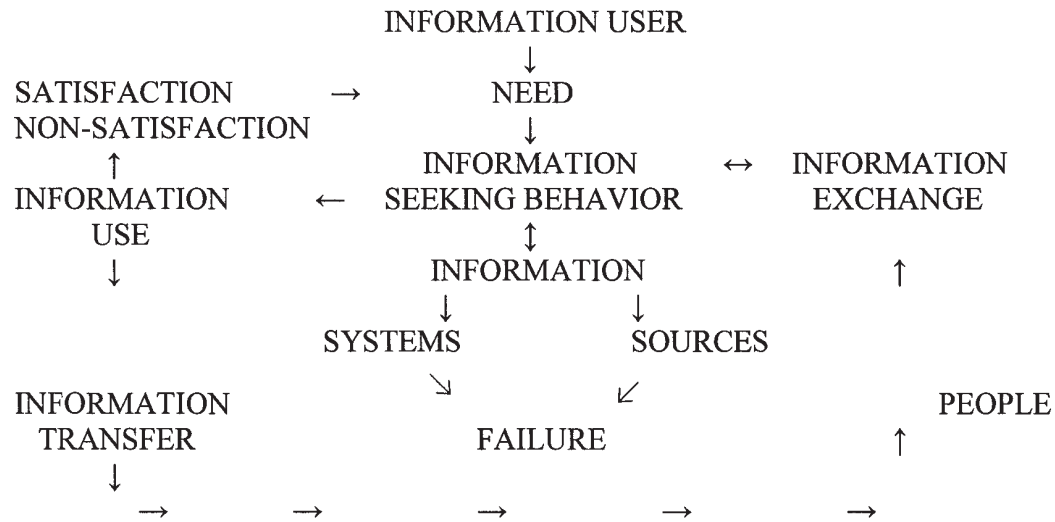 INFORMATION USER
↓
SATISFACTION → NEED
NON-SATISFACTION ↓
↑ INFORMATION ↔ INFORMATION
INFORMATION ← SEEKING BEHAVIOR EXCHANGE
USE ↕
↓ INFORMATION ↑
↓ ↓
SYSTEMS SOURCES
↘ ↙
INFORMATION PEOPLE
TRANSFER FAILURE ↑
↓
→ → → → →